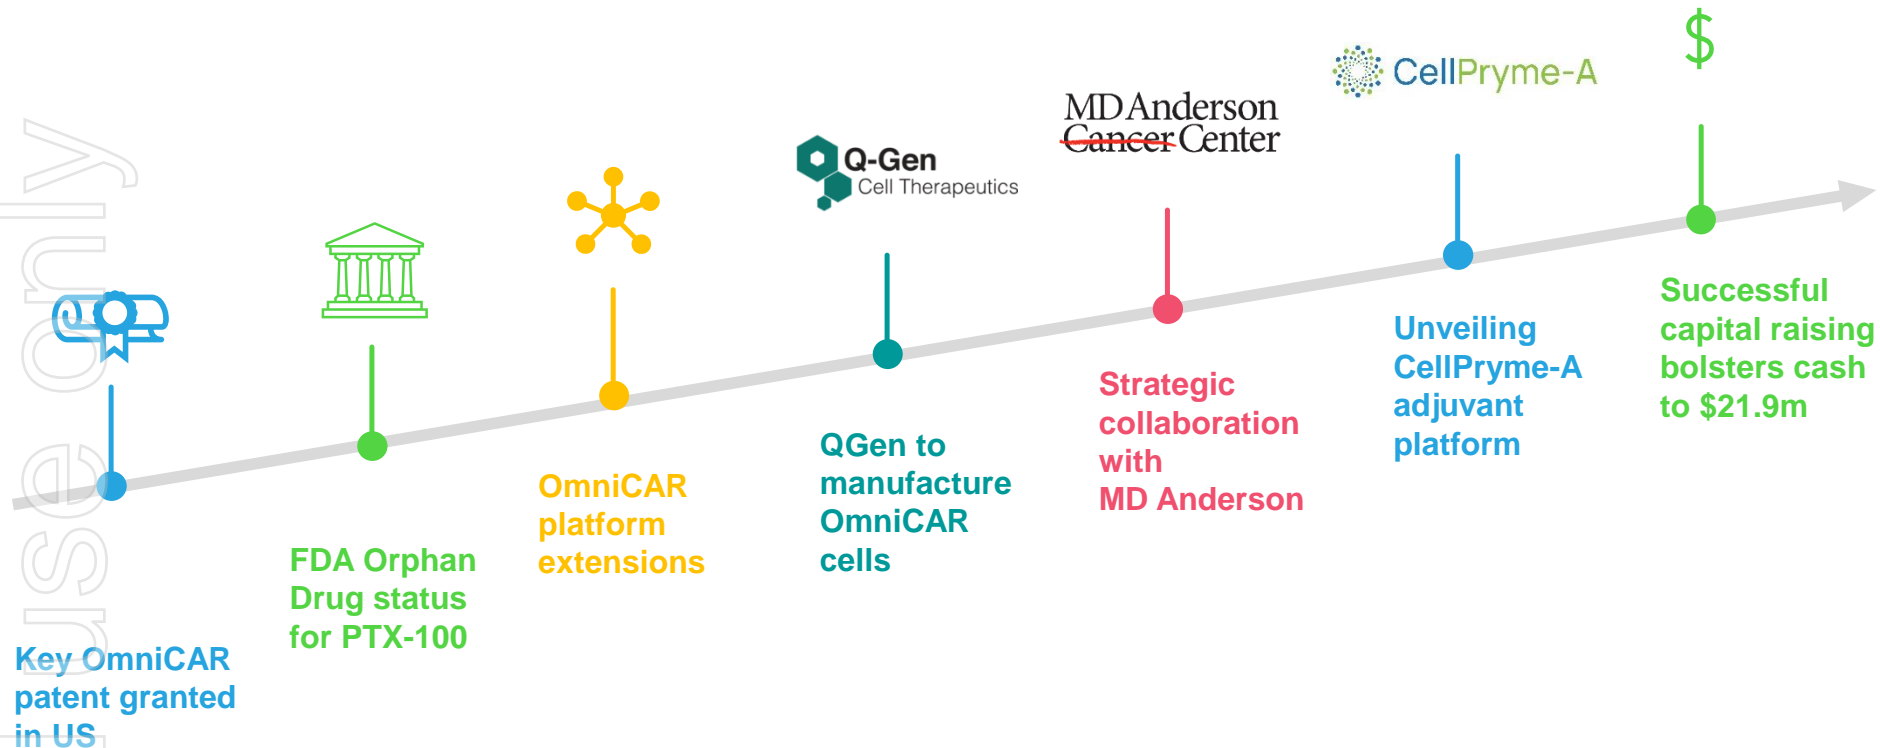 use only
Key OmniCAR
patent granted
in US
FDA Orphan
Drug status
for PTX-100
OmniCAR
platform
extensions
Q-Gen
Cell Therapeutics
QGen to
manufacture
OmniCAR
cells
MD Anderson
Cancer Center
Strategic
collaboration
with
MD Anderson
CellPryme-A
Unveiling
CellPryme-A
adjuvant
platform
$
Successful
capital raising
bolsters cash
to $21.9m